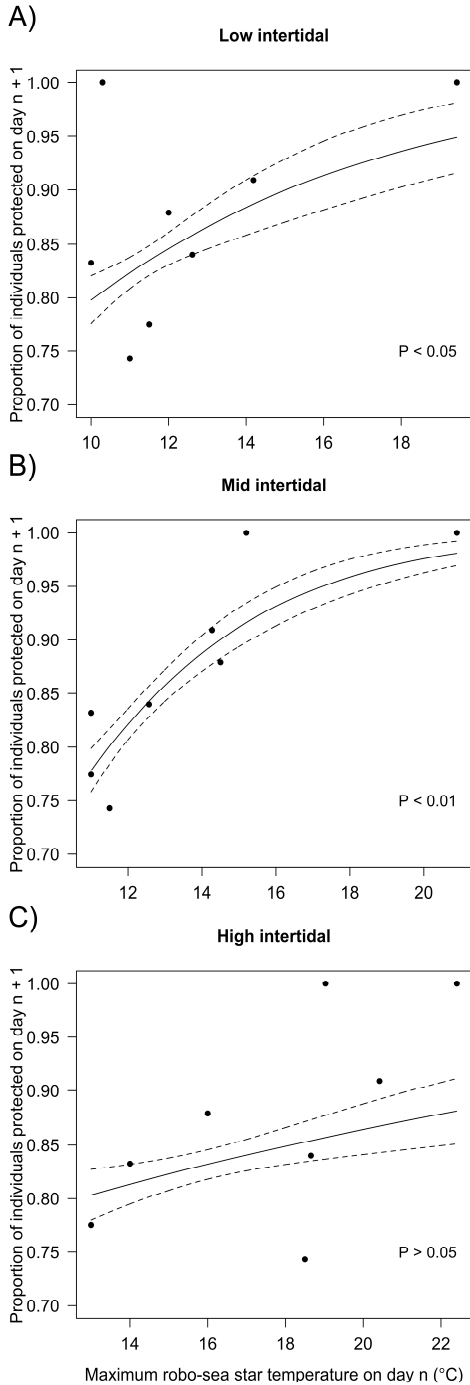 A)
Low intertidal
Proportion of individuals protected on day n + 1
1.00
0.95
0.90
0.85
0.80
0.75
0.70
P < 0.05
10 12 14 16 18
B)
Mid intertidal
Proportion of individuals protected on day n + 1
1.00
0.95
0.90
0.85
0.80
0.75
0.70
P < 0.01
12 14 16 18 20
C)
High intertidal
Proportion of individuals protected on day n + 1
1.00
0.95
0.90
0.85
0.80
0.75
0.70
P > 0.05
14 16 18 20 22
Maximum robo-sea star temperature on day n (°C)